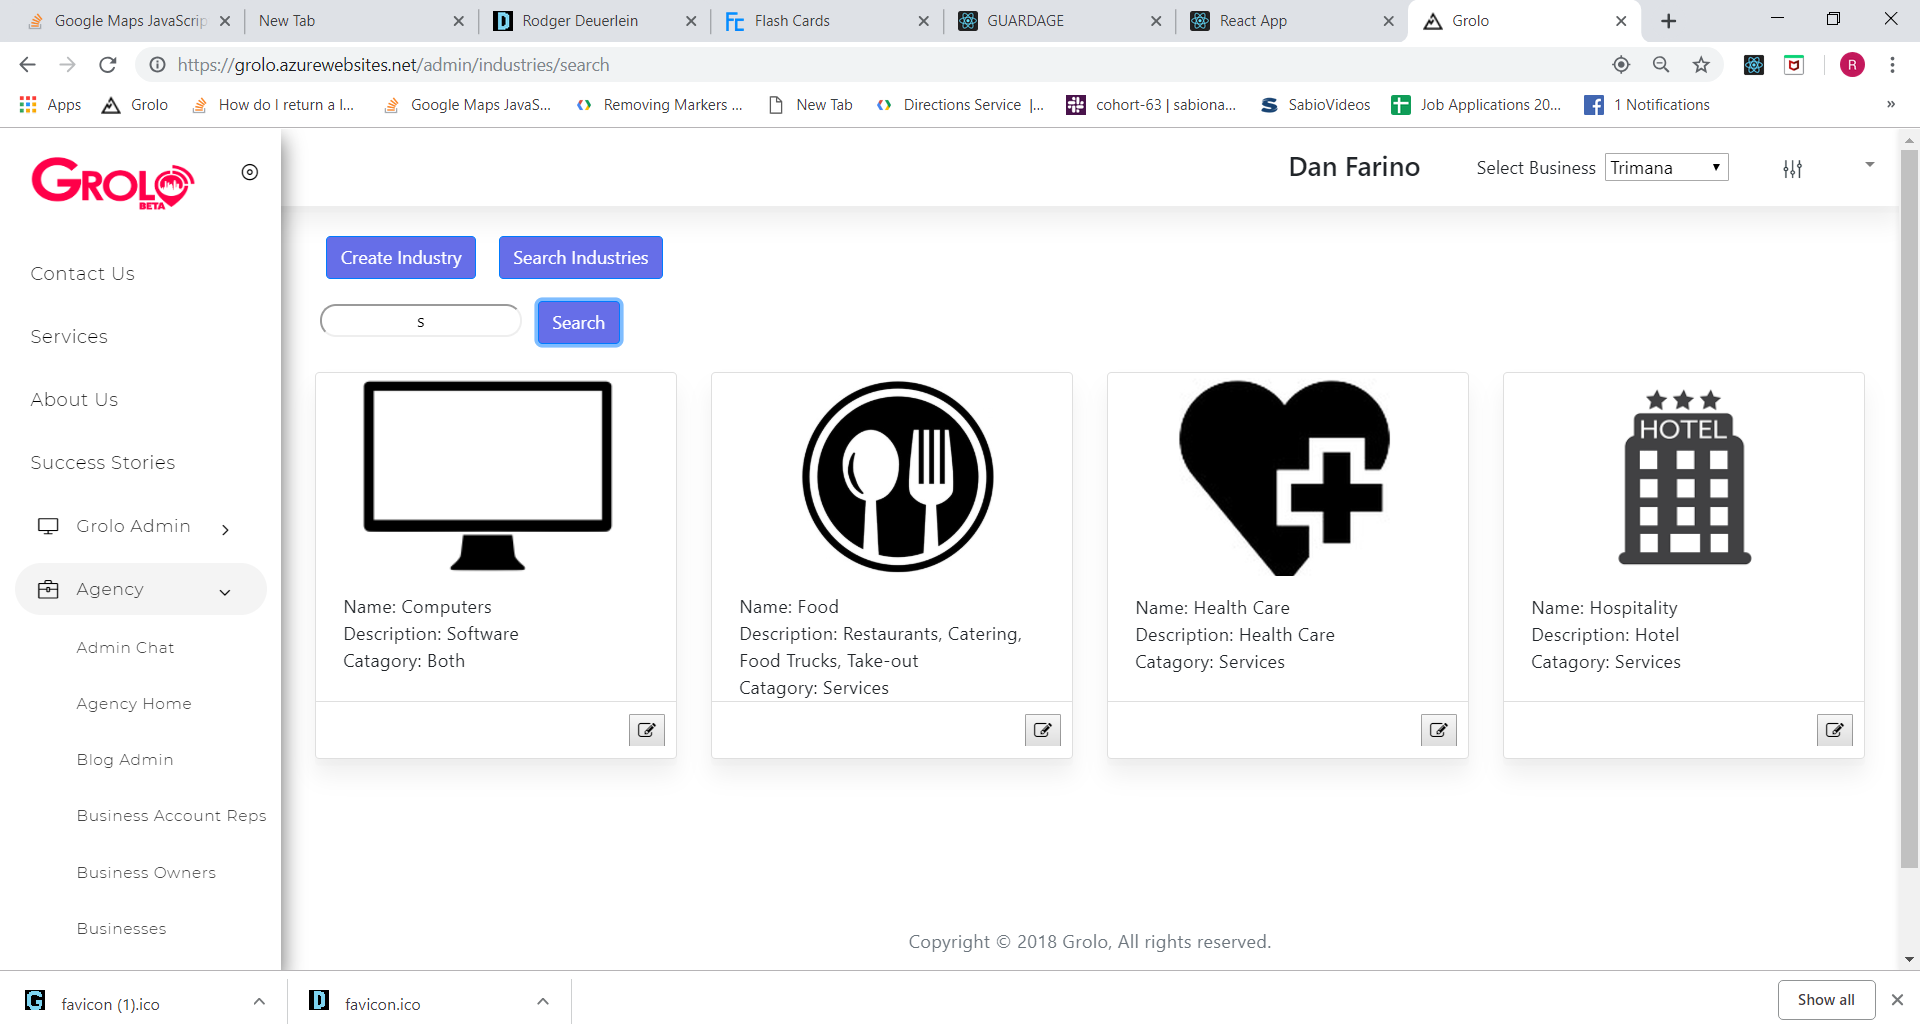 Google Maps JavaScrip
New Tab
Rodger Deuerlein
Flash Cards
GUARDAGE
React App
Grolo
https://grolo.azurewebsites.net/admin/industries/search
R
Apps
Grolo
How do I return a l...
Google Maps JavaS...
Removing Markers ...
New Tab
Directions Service |...
cohort-63 | sabiona...
SabioVideos
Job Applications 20...
1 Notifications
»
GROLO
BETA
Dan Farino
Select Business
Trimana
Contact Us
Services
About Us
Success Stories
Grolo Admin
Agency
Admin Chat
Agency Home
Blog Admin
Business Account Reps
Business Owners
Businesses
Create Industry
Search Industries
s
Search
Name: Computers
Description: Software
Catagory: Both
Name: Food
Description: Restaurants, Catering,
Food Trucks, Take-out
Catagory: Services
Name: Health Care
Description: Health Care
Catagory: Services
HOTEL
Name: Hospitality
Description: Hotel
Catagory: Services
Copyright © 2018 Grolo, All rights reserved.
G
favicon (1).ico
D
favicon.ico
Show all